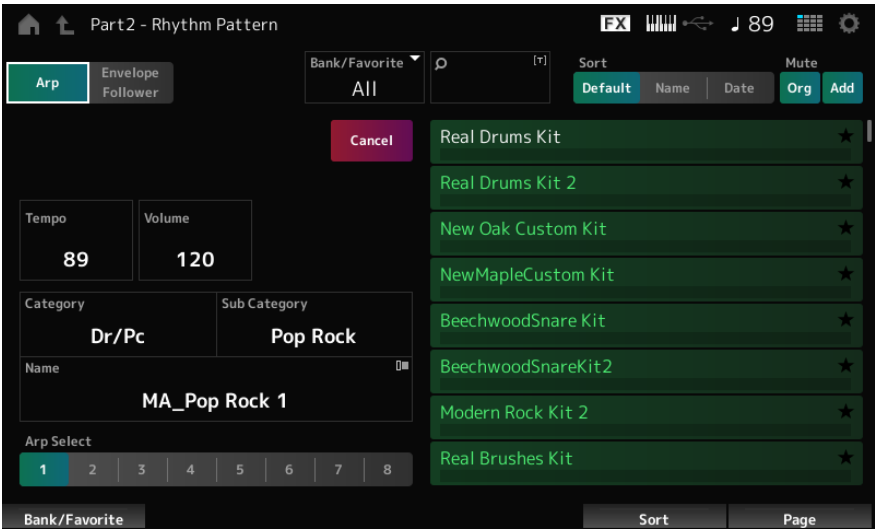 Part2 - Rhythm Pattern
FX
♩ 89
Arp
Envelope
Follower
Bank/Favorite
All
[T]
Sort
Default
Name
Date
Mute
Org
Add
Cancel
Real Drums Kit
Real Drums Kit 2
New Oak Custom Kit
NewMapleCustom Kit
BeechwoodSnare Kit
BeechwoodSnareKit2
Modern Rock Kit 2
Real Brushes Kit
Tempo
89
Volume
120
Category
Dr/Pc
Sub Category
Pop Rock
Name
MA_Pop Rock 1
Arp Select
1 2 3 4 5 6 7 8
Bank/Favorite
Sort
Page